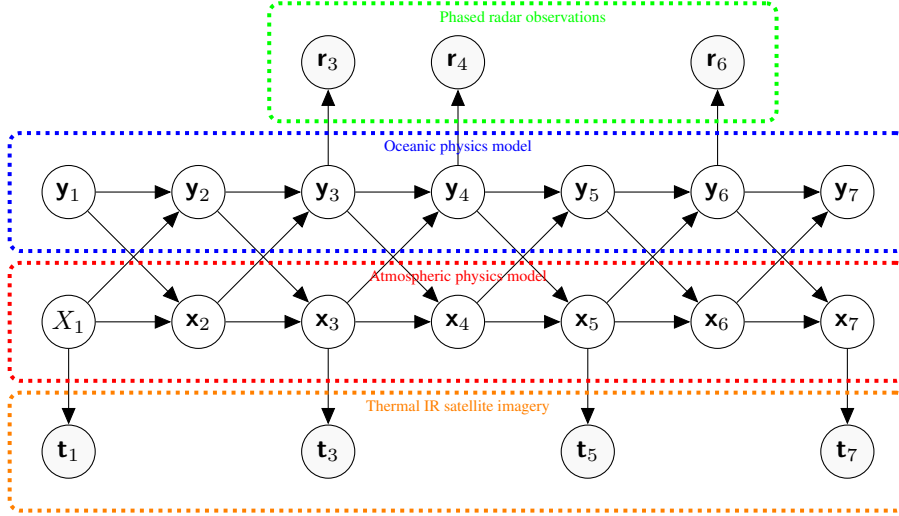 Phased radar observations
r3 r4 r6
Oceanic physics model
y1 y2 y3 y4 y5 y6 y7
Atmospheric physics model
X1 x2 x3 x4 x5 x6 x7
Thermal IR satellite imagery
t1 t3 t5 t7